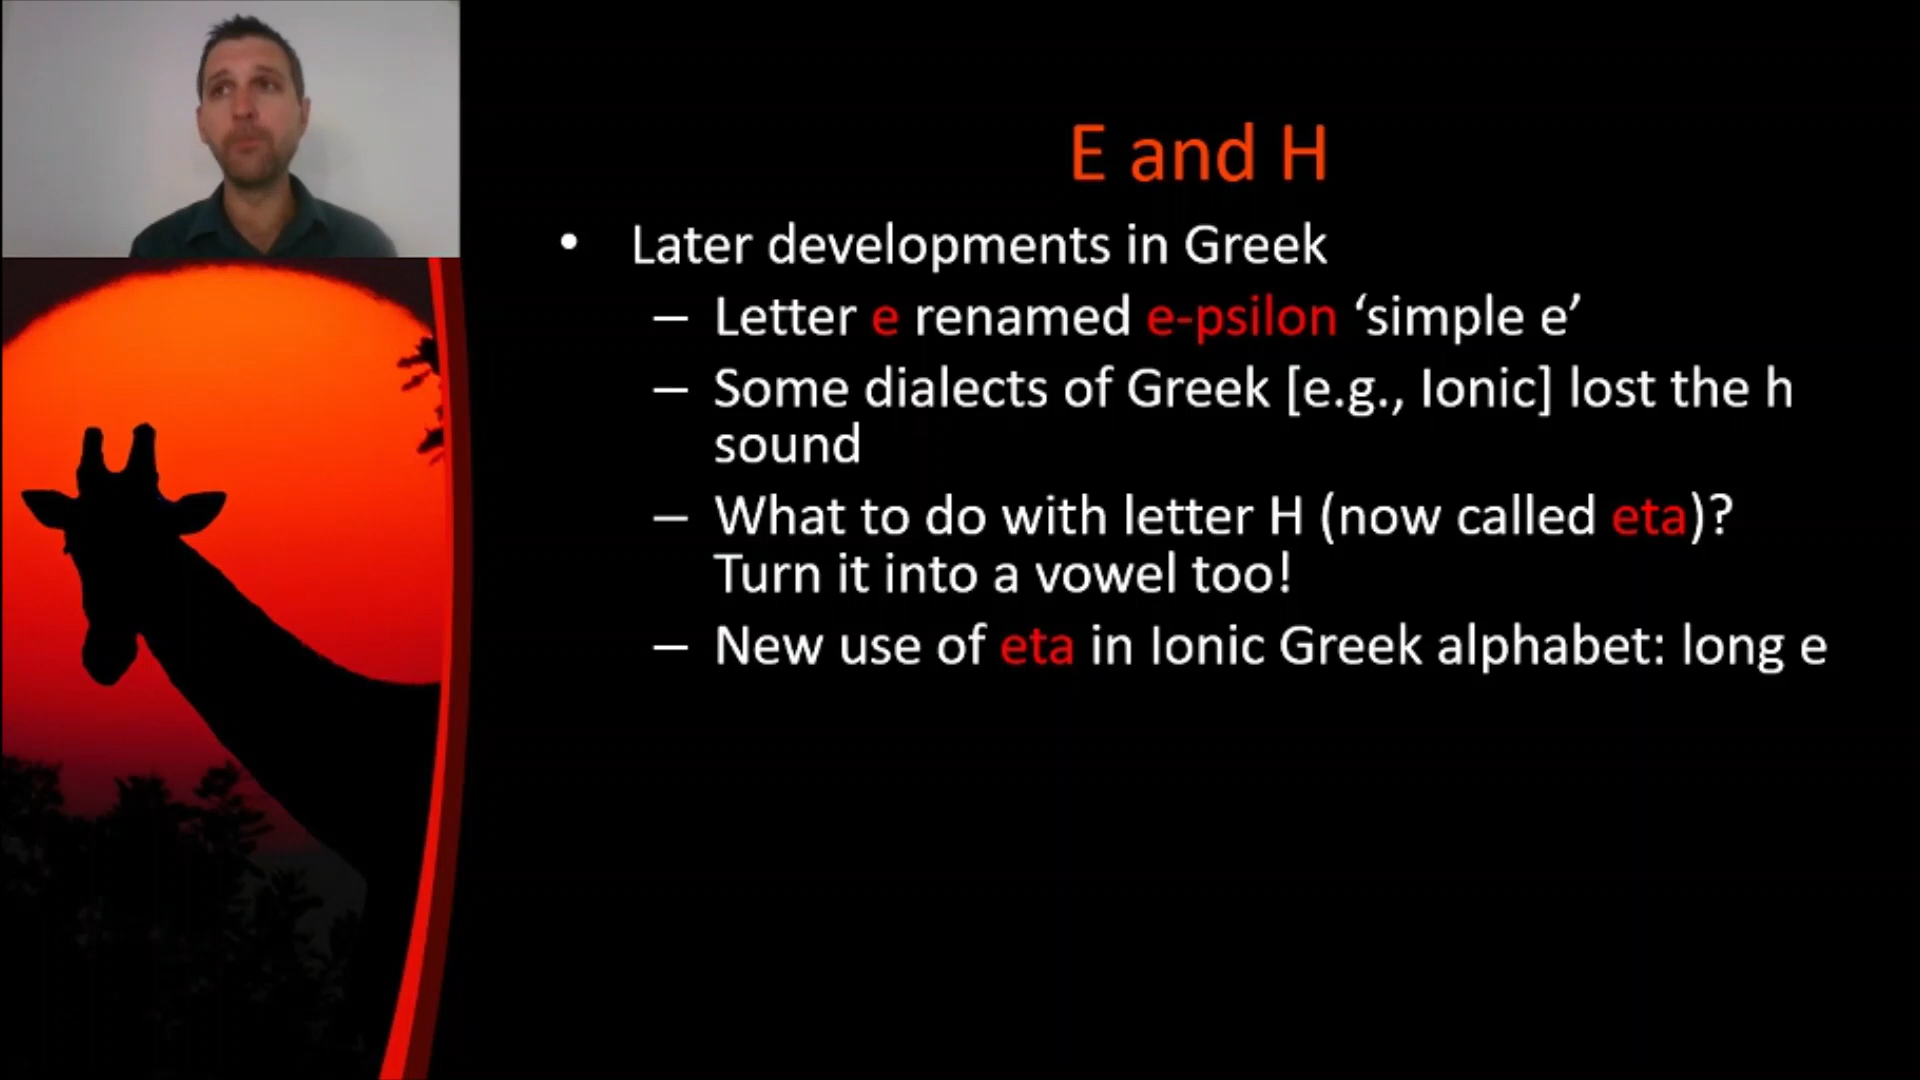 E and H
• Later developments in Greek
– Letter e renamed e-psilon ‘simple e’
– Some dialects of Greek [e.g., Ionic] lost the h
sound
– What to do with letter H (now called eta)?
Turn it into a vowel too!
– New use of eta in Ionic Greek alphabet: long e